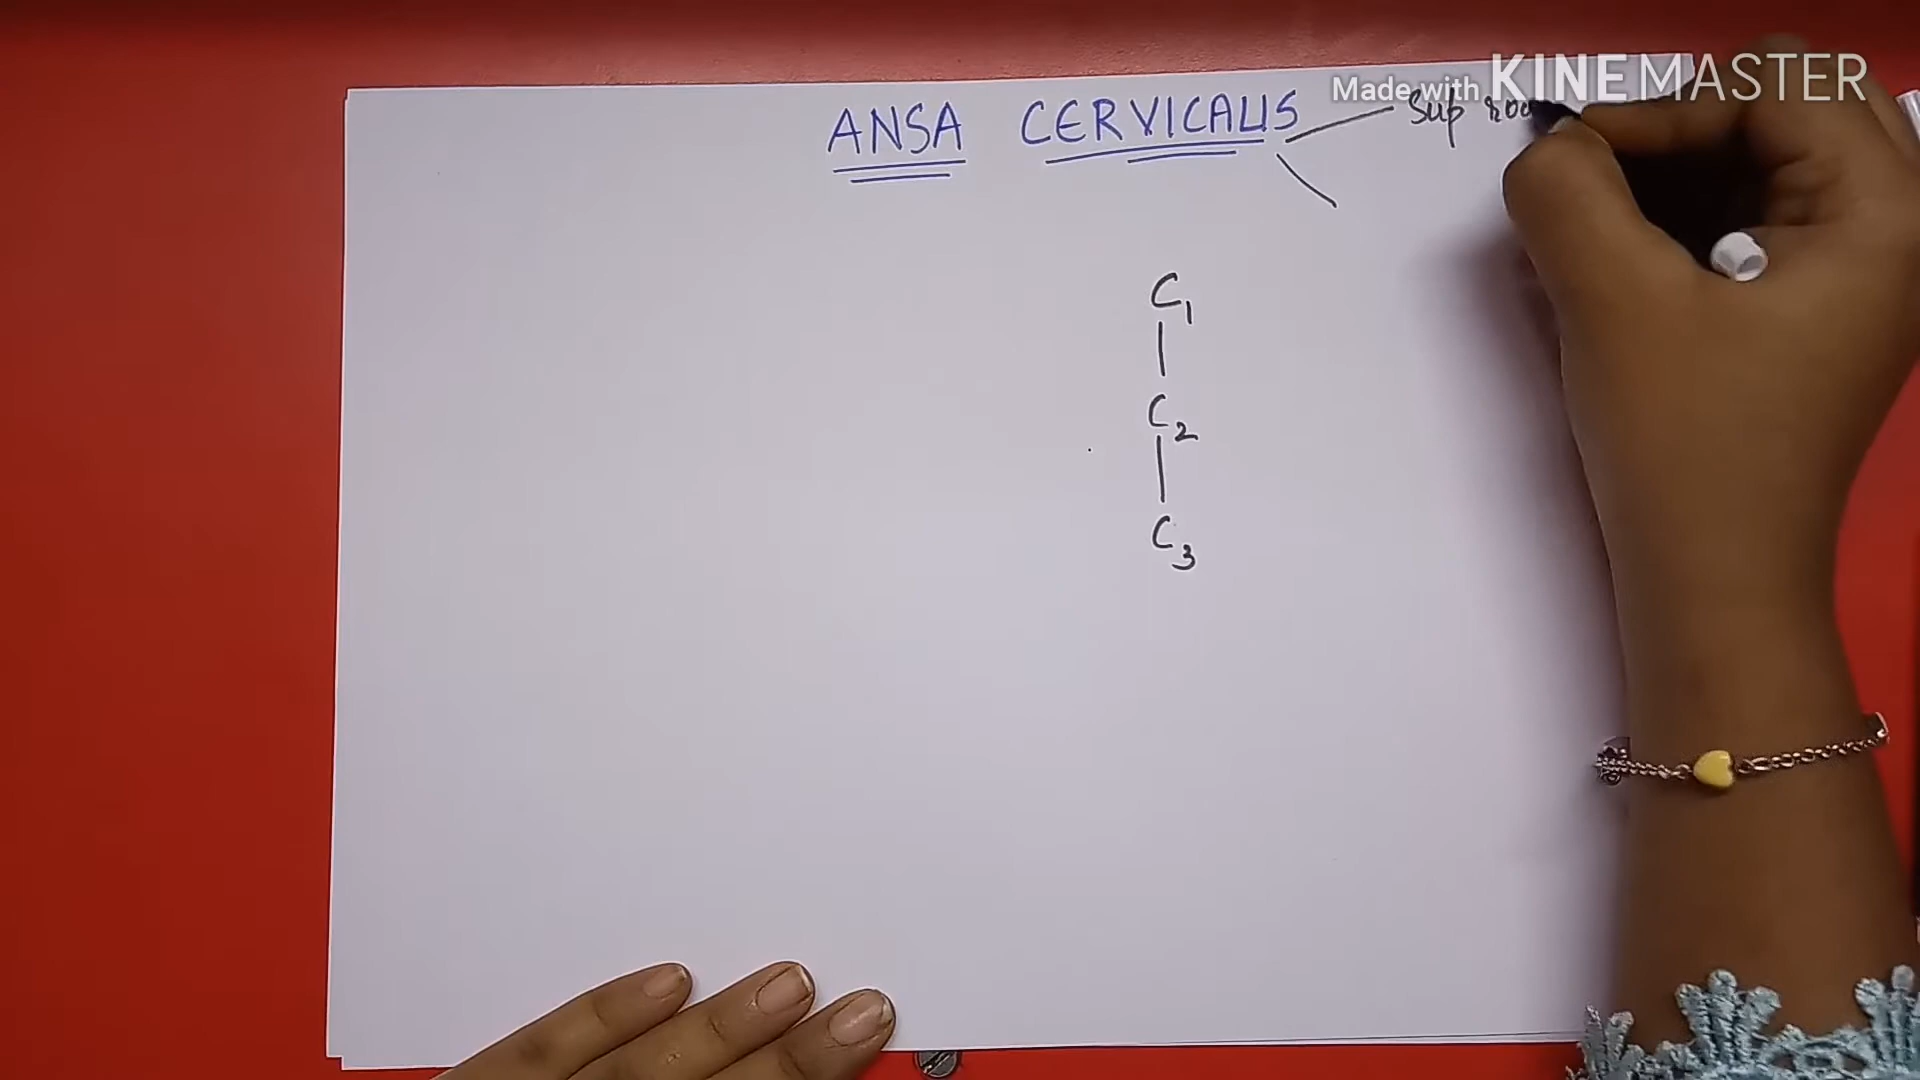 Made with KINEMASTER
ANSA CERVICALIS
Sup
C1
C2
C3